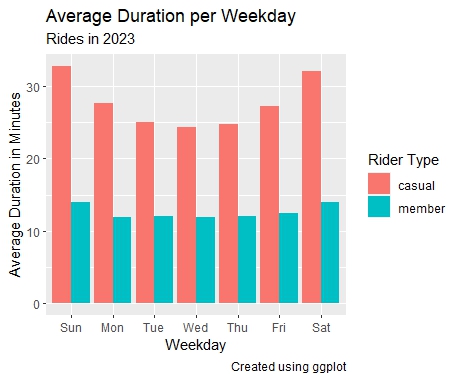 Average Duration per Weekday
Rides in 2023
Average Duration in Minutes
30
20
10
0
Sun Mon Tue Wed Thu Fri Sat
Weekday
Rider Type
casual
member
Created using ggplot